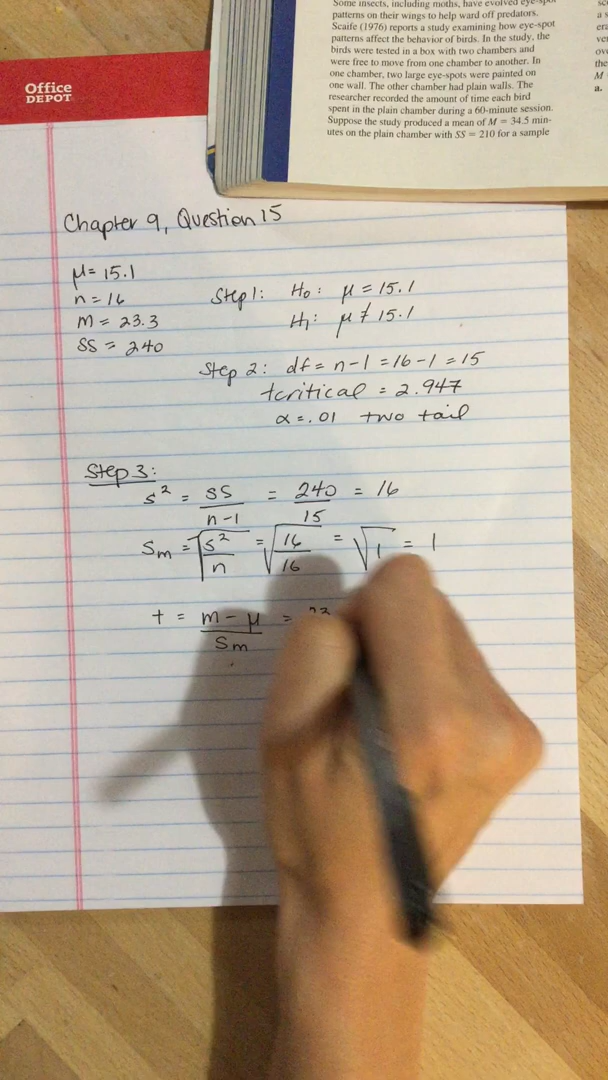 Some insects, including moths, have evolved eye-spot
patterns on their wings to help ward off predators.
Scaife (1976) reports a study examining how eye-spot
patterns affect the behavior of birds. In the study, the
birds were tested in a box with two chambers and
were free to move from one chamber to another. In
one chamber, two large eye-spots were painted on
one wall. The other chamber had plain walls. The
researcher recorded the amount of time each bird
spent in the plain chamber during a 60-minute session.
Suppose the study produced a mean of M = 34.5 min-
utes on the plain chamber with SS = 210 for a sample
the
M
a.
Office
DEPOT
Chapter 9, Question 15
μ = 15.1
n = 16
m = 23.3
SS = 240
Step 1: H₀: μ = 15.1
H₁: μ ≠ 15.1
Step 2: df = n-1 = 16-1 = 15
tcritical = 2.947
α = .01 two tail
Step 3:
s² = SS / n-1 = 240 / 15 = 16
Sm = √(s² / n) = √(16 / 16) = √1 = 1
t = m - μ / Sm =